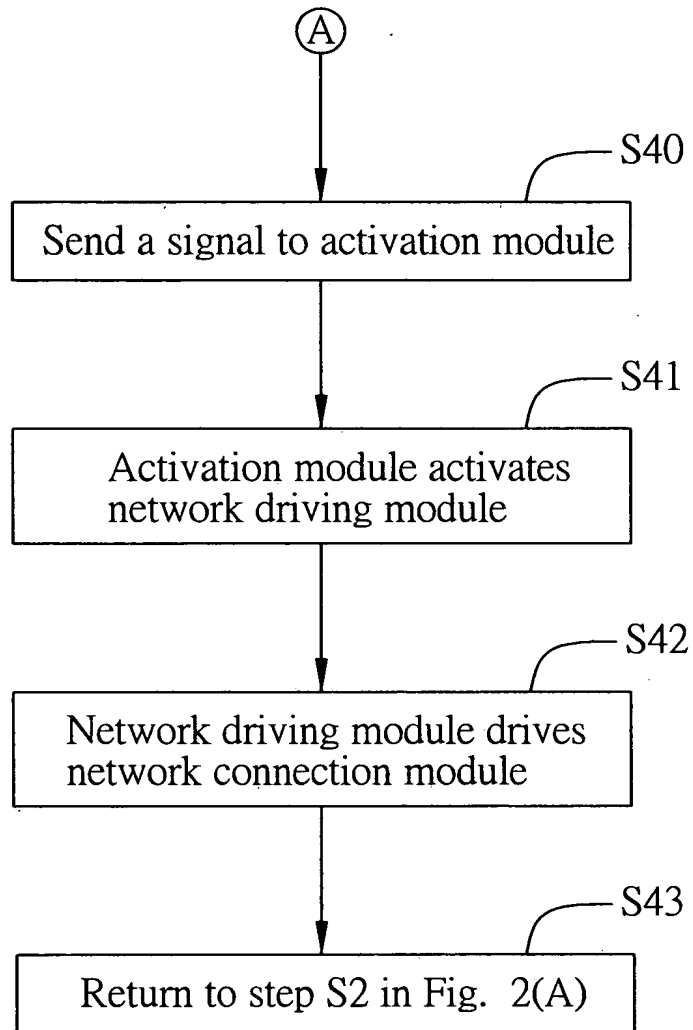 A
S40
Send a signal to activation module
S41
Activation module activates
network driving module
S42
Network driving module drives
network connection module
S43
Return to step S2 in Fig. 2(A)